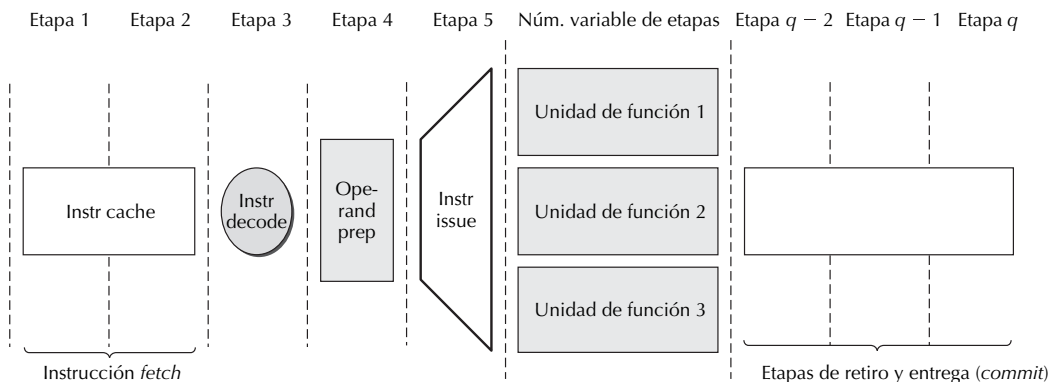 Etapa 1 Etapa 2 Etapa 3 Etapa 4 Etapa 5 Núm. variable de etapas Etapa q − 2 Etapa q − 1 Etapa q
Unidad de función 1
Instr cache
Instr
decode
Ope-
rand
prep
Instr
issue
Unidad de función 2
Unidad de función 3
Instrucción fetch
Etapas de retiro y entrega (commit)